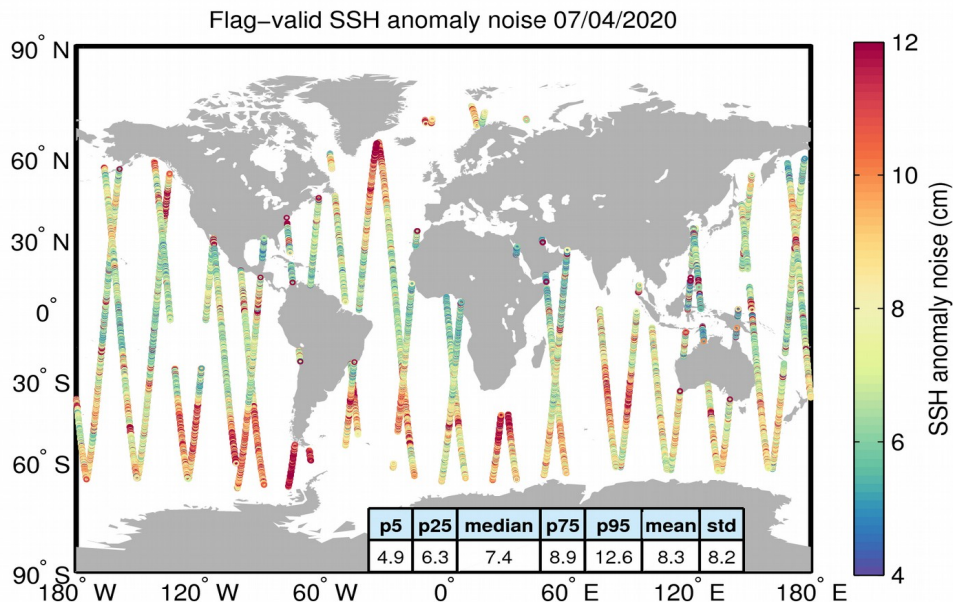 Flag−valid SSH anomaly noise 07/04/2020
90° N
60° N
30° N
0°
30° S
60° S
90° S
180° W
120° W
60° W
0°
60° E
120° E
180° E
p5 p25 median p75 p95 mean std
4.9 6.3 7.4 8.9 12.6 8.3 8.2
12
10
8
6
4
SSH anomaly noise (cm)